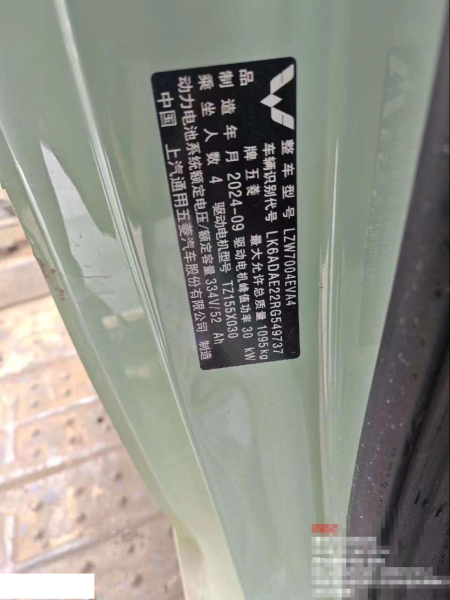 整车型号 LZW7004EVA4
车辆识别代号 LK6ADAE22RG549737
品牌 五菱 最大允许总质量 1095kg
制造年月 2024-09 驱动电机峰值功率 30 kW
乘坐人数 4 驱动电机型号 TZ155X030
动力电池系统额定电压/额定容量 334V/52 Ah
中国 上汽通用五菱汽车股份有限公司 制造